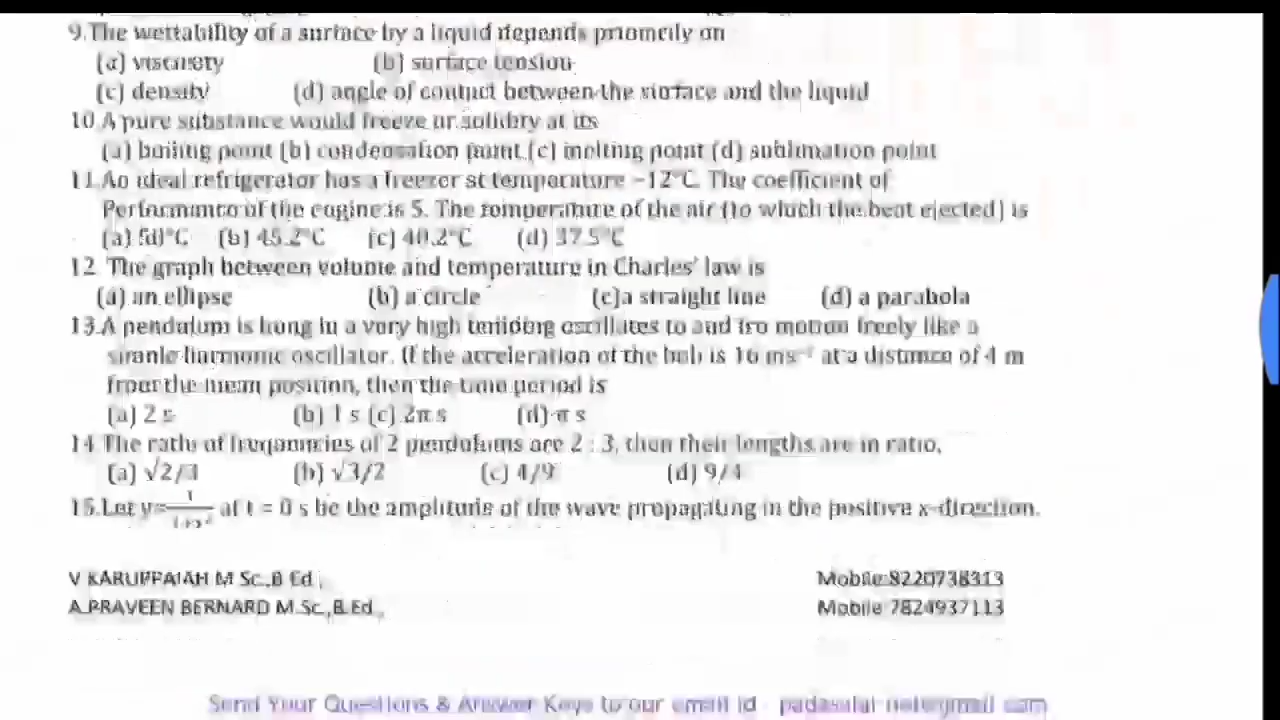 9.The wettability of a surface by a liquid depends primarily on
(a) viscosity (b) surface tension
(c) density (d) angle of contact between the surface and the liquid
10.A pure substance would freeze or solidify at its
(a) boiling point (b) condensation point (c) melting point (d) sublimation point
11.An ideal refrigerator has a freezer at temperature −12°C. The coefficient of
Performance of the engine is 5. The temperature of the air (to which the heat ejected) is
(a) 50°C (b) 45.2°C (c) 40.2°C (d) 37.5°C
12. The graph between volume and temperature in Charles' law is
(a) an ellipse (b) a circle (c)a straight line (d) a parabola
13.A pendulum is hung in a very high building oscillates to and fro motion freely like a
simple harmonic oscillator. If the acceleration of the bob is 16 ms⁻² at a distance of 4 m
from the mean position, then the time period is
(a) 2 s (b) 1 s (c) 2π s (d) π s
14 The ratio of frequencies of 2 pendulums are 2 : 3, then their lengths are in ratio,
(a) √2/3 (b) √3/2 (c) 4/9 (d) 9/4
15.Let y= at t = 0 s be the amplitude of the wave propagating in the positive x-direction.
V KARUPPAIAH M Sc.,B Ed.,
A.PRAVEEN BERNARD M.Sc.,B.Ed.,
Mobile:8220738313
Mobile 7824937113
Send Your Questions & Answer Keys to our email id - padasalai.net@gmail.com